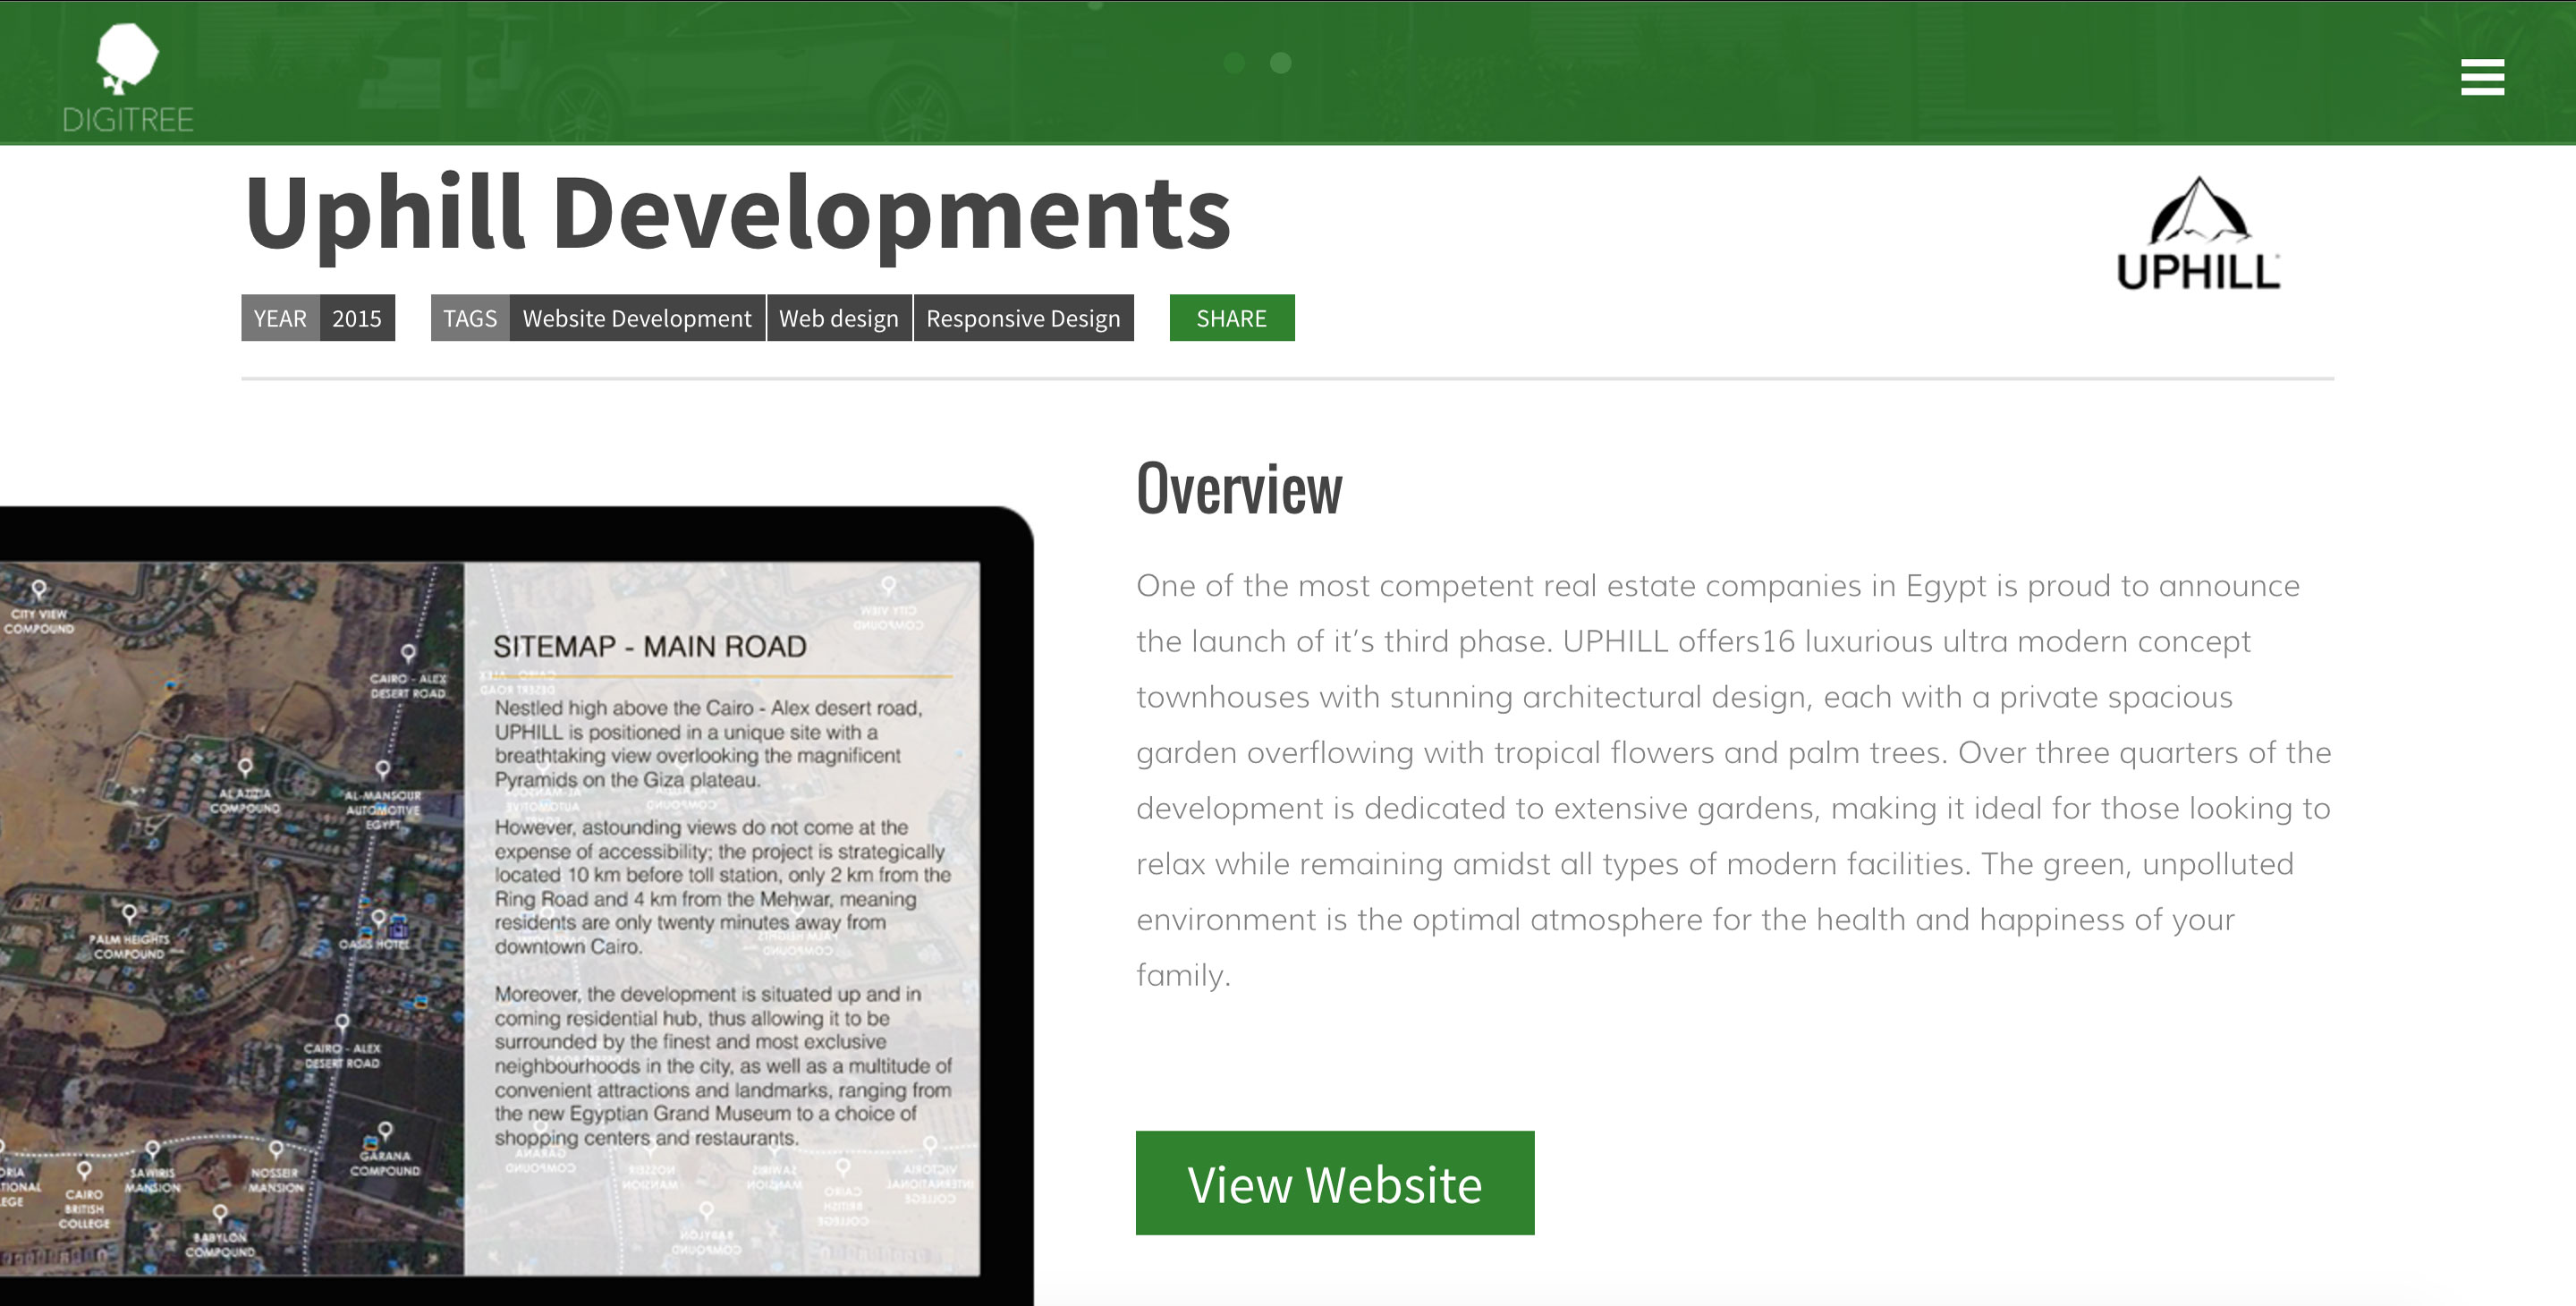 DIGITREE
Uphill Developments
UPHILL
YEAR 2015 TAGS Website Development Web design Responsive Design SHARE
Overview
One of the most competent real estate companies in Egypt is proud to announce
the launch of it’s third phase. UPHILL offers16 luxurious ultra modern concept
townhouses with stunning architectural design, each with a private spacious
garden overflowing with tropical flowers and palm trees. Over three quarters of the
development is dedicated to extensive gardens, making it ideal for those looking to
relax while remaining amidst all types of modern facilities. The green, unpolluted
environment is the optimal atmosphere for the health and happiness of your
family.
View Website
CITY VIEW
COMPOUND
CAIRO - ALEX
DESERT ROAD
AL AZIZIA
COMPOUND
AL-MANSOUR
AUTOMOTIVE
EGYPT
PALM HEIGHTS
COMPOUND
OASIS HOTEL
CAIRO - ALEX
DESERT ROAD
GARANA
COMPOUND
SAWIRIS
MANSION
NOSSEIR
MANSION
CAIRO
BRITISH
COLLEGE
BABYLON
COMPOUND
SITEMAP - MAIN ROAD
Nestled high above the Cairo - Alex desert road,
UPHILL is positioned in a unique site with a
breathtaking view overlooking the magnificent
Pyramids on the Giza plateau.
However, astounding views do not come at the
expense of accessibility; the project is strategically
located 10 km before toll station, only 2 km from the
Ring Road and 4 km from the Mehwar, meaning
residents are only twenty minutes away from
downtown Cairo.
Moreover, the development is situated up and in
coming residential hub, thus allowing it to be
surrounded by the finest and most exclusive
neighbourhoods in the city, as well as a multitude of
convenient attractions and landmarks, ranging from
the new Egyptian Grand Museum to a choice of
shopping centers and restaurants.